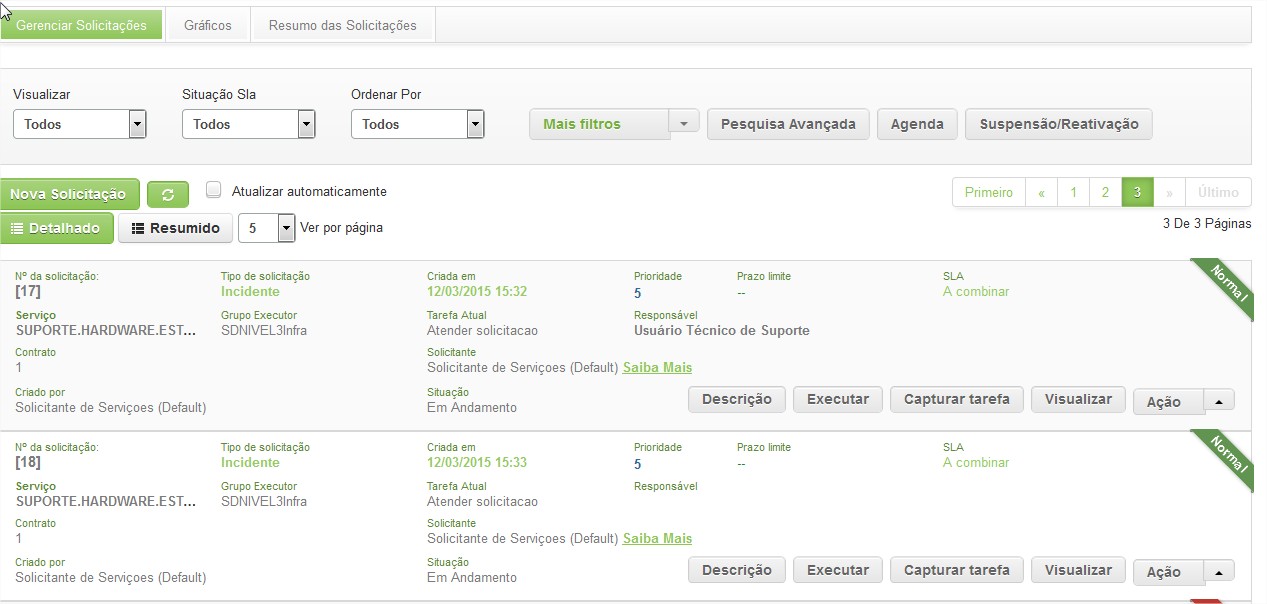 Gerenciar Solicitações Gráficos Resumo das Solicitações
Visualizar Situação Sla Ordenar Por
Todos Todos Todos Mais filtros Pesquisa Avançada Agenda Suspensão/Reativação
Nova Solicitação Atualizar automaticamente Primeiro « 1 2 3 » Último
Detalhado Resumido 5 Ver por página 3 De 3 Páginas
Nº da solicitação: Tipo de solicitação Criada em Prioridade Prazo limite SLA Normal
[17] Incidente 12/03/2015 15:32 5 -- A combinar
Serviço Grupo Executor Tarefa Atual Responsável
SUPORTE.HARDWARE.EST... SDNIVEL3Infra Atender solicitacao Usuário Técnico de Suporte
Contrato Solicitante
1 Solicitante de Serviçoes (Default) Saiba Mais
Criado por Situação
Solicitante de Serviçoes (Default) Em Andamento Descrição Executar Capturar tarefa Visualizar Ação
Nº da solicitação: Tipo de solicitação Criada em Prioridade Prazo limite SLA Normal
[18] Incidente 12/03/2015 15:33 5 -- A combinar
Serviço Grupo Executor Tarefa Atual Responsável
SUPORTE.HARDWARE.EST... SDNIVEL3Infra Atender solicitacao
Contrato Solicitante
1 Solicitante de Serviçoes (Default) Saiba Mais
Criado por Situação
Solicitante de Serviçoes (Default) Em Andamento Descrição Executar Capturar tarefa Visualizar Ação